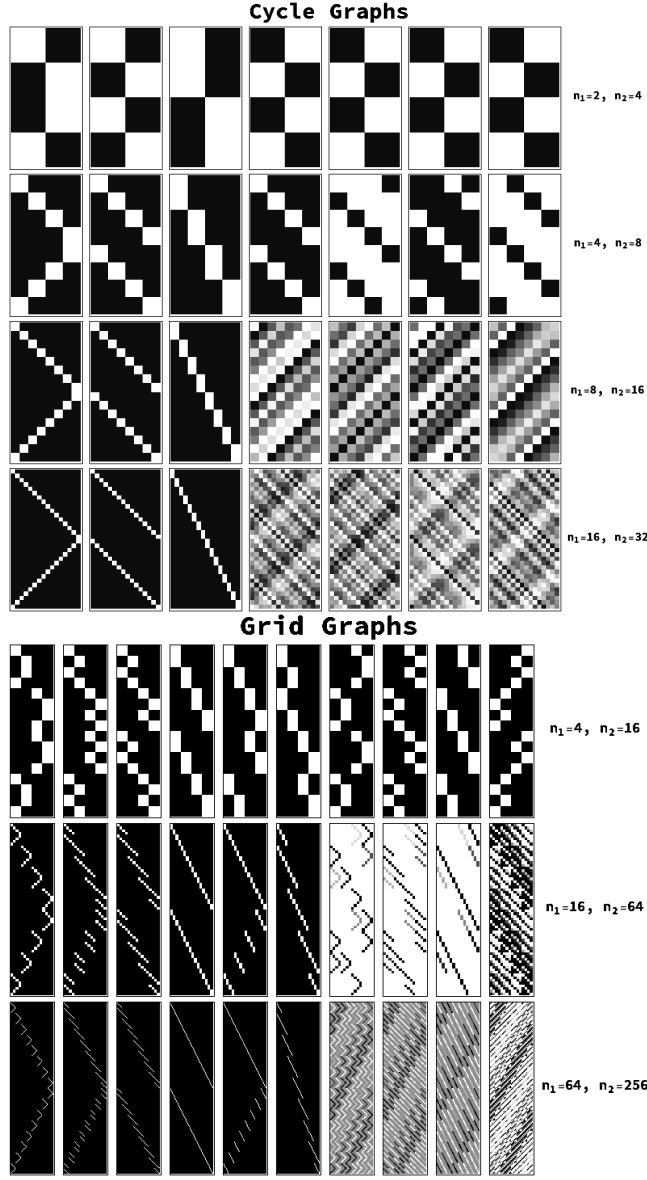 Cycle Graphs
n₁=2, n₂=4
n₁=4, n₂=8
n₁=8, n₂=16
n₁=16, n₂=32
Grid Graphs
n₁=4, n₂=16
n₁=16, n₂=64
n₁=64, n₂=256